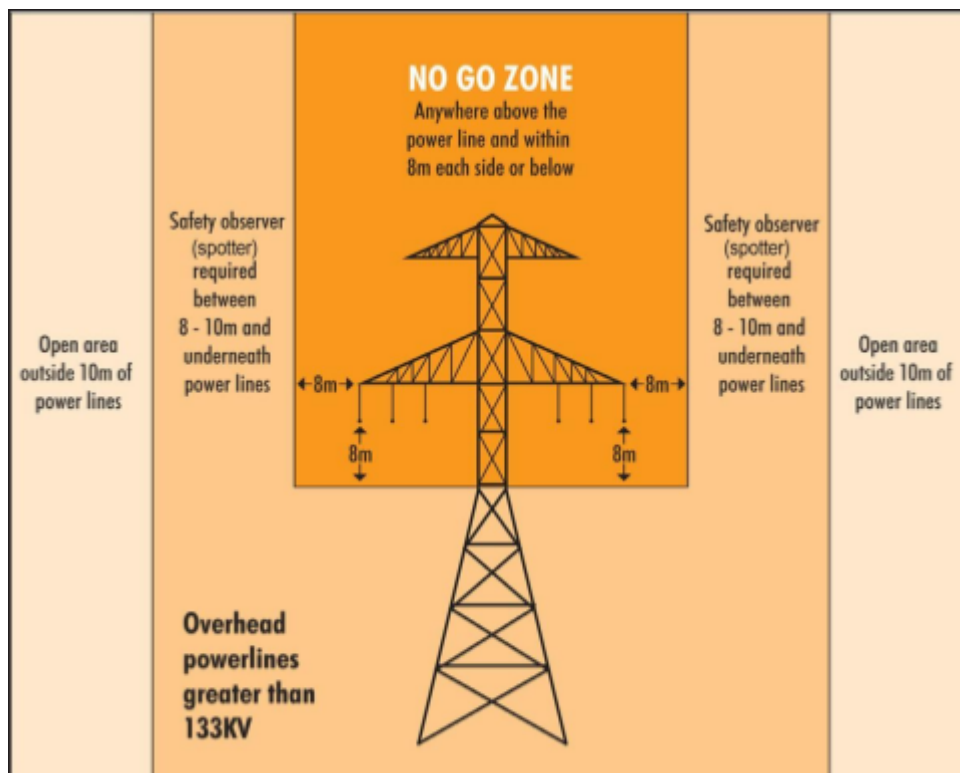 NO GO ZONE
Anywhere above the
power line and within
8m each side or below
Safety observer
(spotter)
required
between
8 - 10m and
underneath
power lines
Safety observer
(spotter)
required
between
8 - 10m and
underneath
power lines
Open area
outside 10m of
power lines
8m
8m
Open area
outside 10m of
power lines
8m
8m
Overhead
powerlines
greater than
133KV